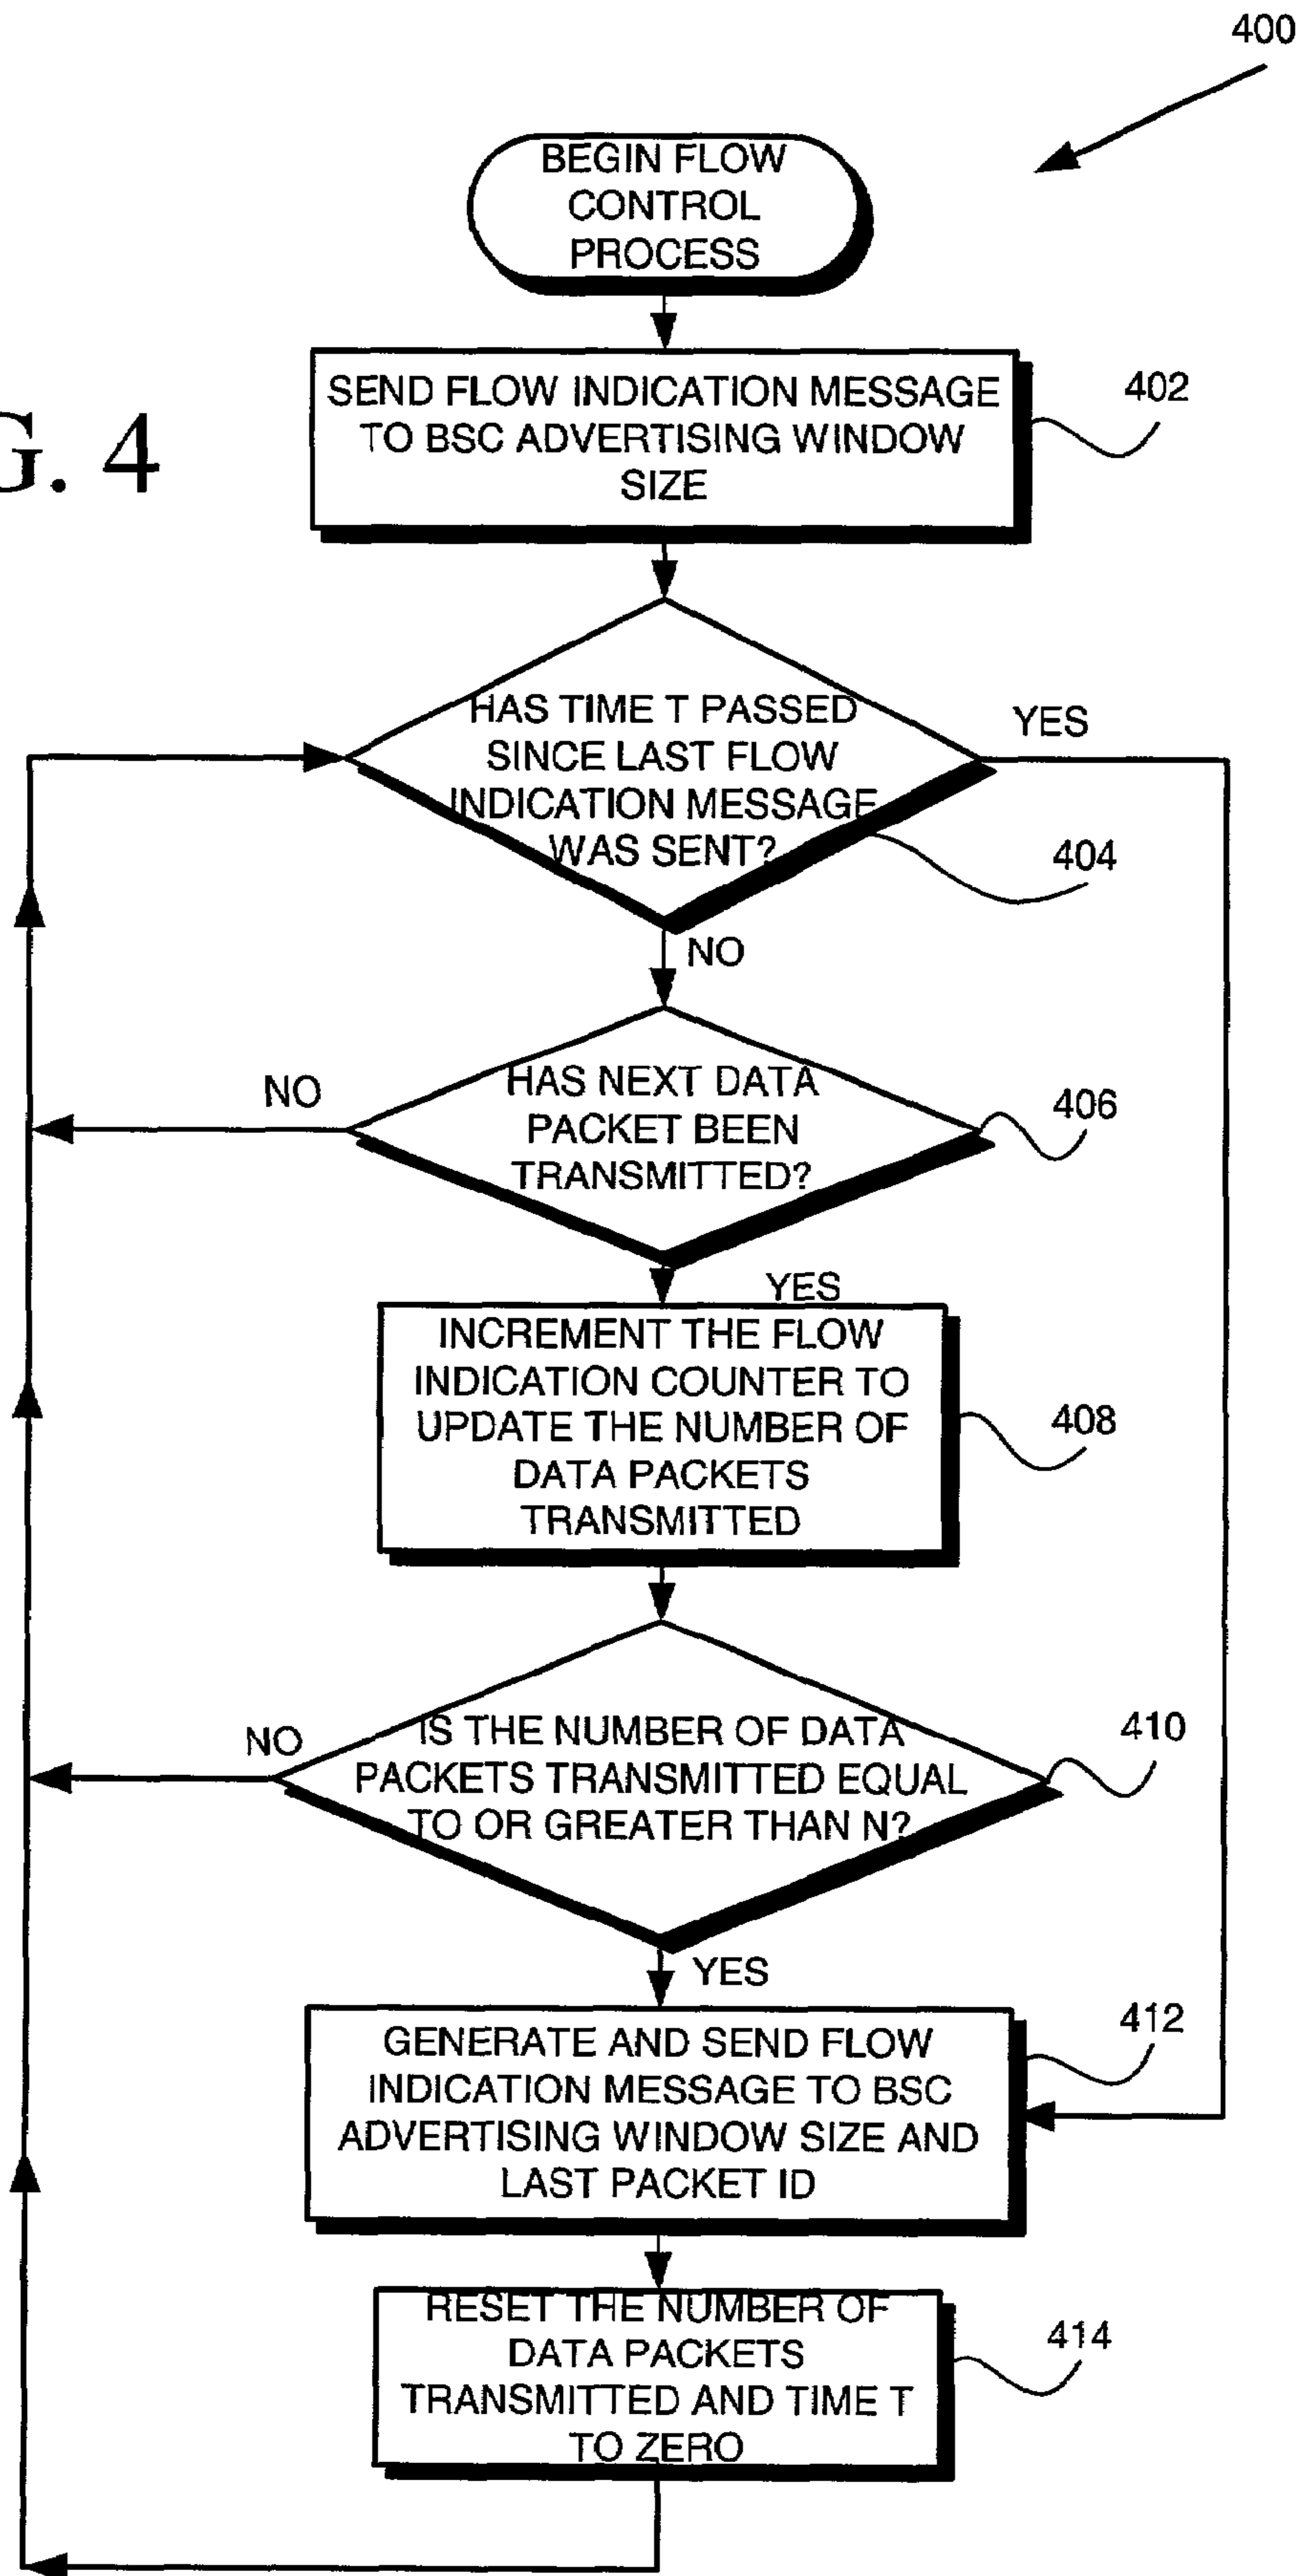 400
BEGIN FLOW
CONTROL
PROCESS
SEND FLOW INDICATION MESSAGE
TO BSC ADVERTISING WINDOW
SIZE
402
G. 4
HAS TIME T PASSED
SINCE LAST FLOW
INDICATION MESSAGE
WAS SENT?
YES
404
NO
HAS NEXT DATA
PACKET BEEN
TRANSMITTED?
NO
406
YES
INCREMENT THE FLOW
INDICATION COUNTER TO
UPDATE THE NUMBER OF
DATA PACKETS
TRANSMITTED
408
IS THE NUMBER OF DATA
PACKETS TRANSMITTED EQUAL
TO OR GREATER THAN N?
NO
410
YES
GENERATE AND SEND FLOW
INDICATION MESSAGE TO BSC
ADVERTISING WINDOW SIZE AND
LAST PACKET ID
412
RESET THE NUMBER OF
DATA PACKETS
TRANSMITTED AND TIME T
TO ZERO
414